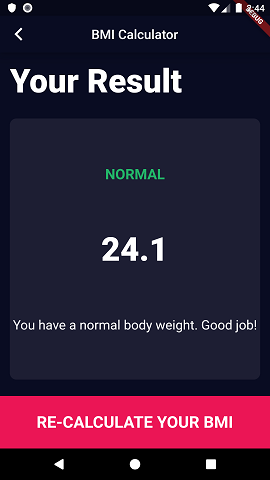 3:44
DEBUG
BMI Calculator
Your Result
NORMAL
24.1
You have a normal body weight. Good job!
RE-CALCULATE YOUR BMI